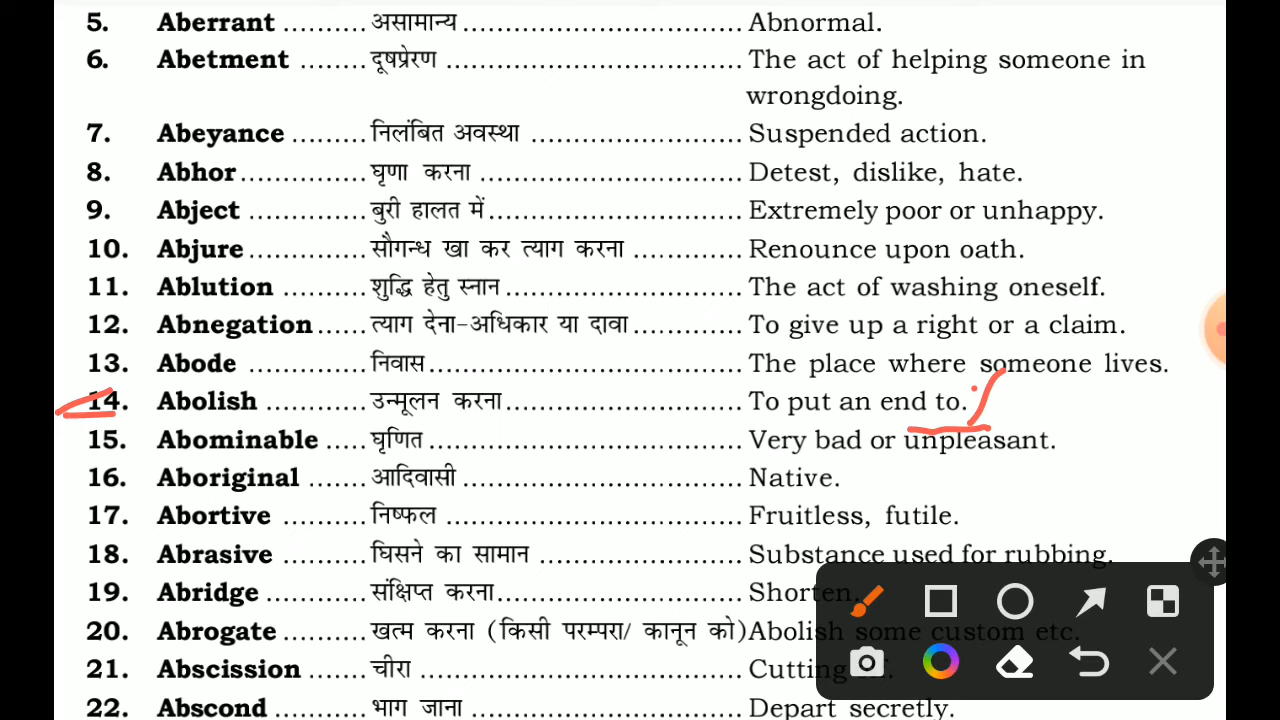 5. Aberrant .......... असामान्य ................................. Abnormal.
6. Abetment ........ दूषप्रेरण ................................... The act of helping someone in
wrongdoing.
7. Abeyance ......... निलंबित अवस्था ......................... Suspended action.
8. Abhor ............... घृणा करना ............................... Detest, dislike, hate.
9. Abject .............. बुरी हालत में.............................. Extremely poor or unhappy.
10. Abjure .............. सौगन्ध खा कर त्याग करना ............. Renounce upon oath.
11. Ablution .......... शुद्धि हेतु स्नान ............................ The act of washing oneself.
12. Abnegation ...... त्याग देना-अधिकार या दावा ............. To give up a right or a claim.
13. Abode .............. निवास ..................................... The place where someone lives.
14. Abolish ............ उन्मूलन करना ............................ To put an end to.
15. Abominable ...... घृणित ..................................... Very bad or unpleasant.
16. Aboriginal ....... आदिवासी ................................. Native.
17. Abortive .......... निष्फल ................................... Fruitless, futile.
18. Abrasive .......... घिसने का सामान ......................... Substance used for rubbing.
19. Abridge ............ संक्षिप्त करना ............................. Shorten.
20. Abrogate .......... खत्म करना (किसी परम्परा/ कानून को) Abolish some custom etc.
21. Abscission ....... चीरा ...................................... Cutting
22. Abscond ........... भाग जाना ................................ Depart secretly.